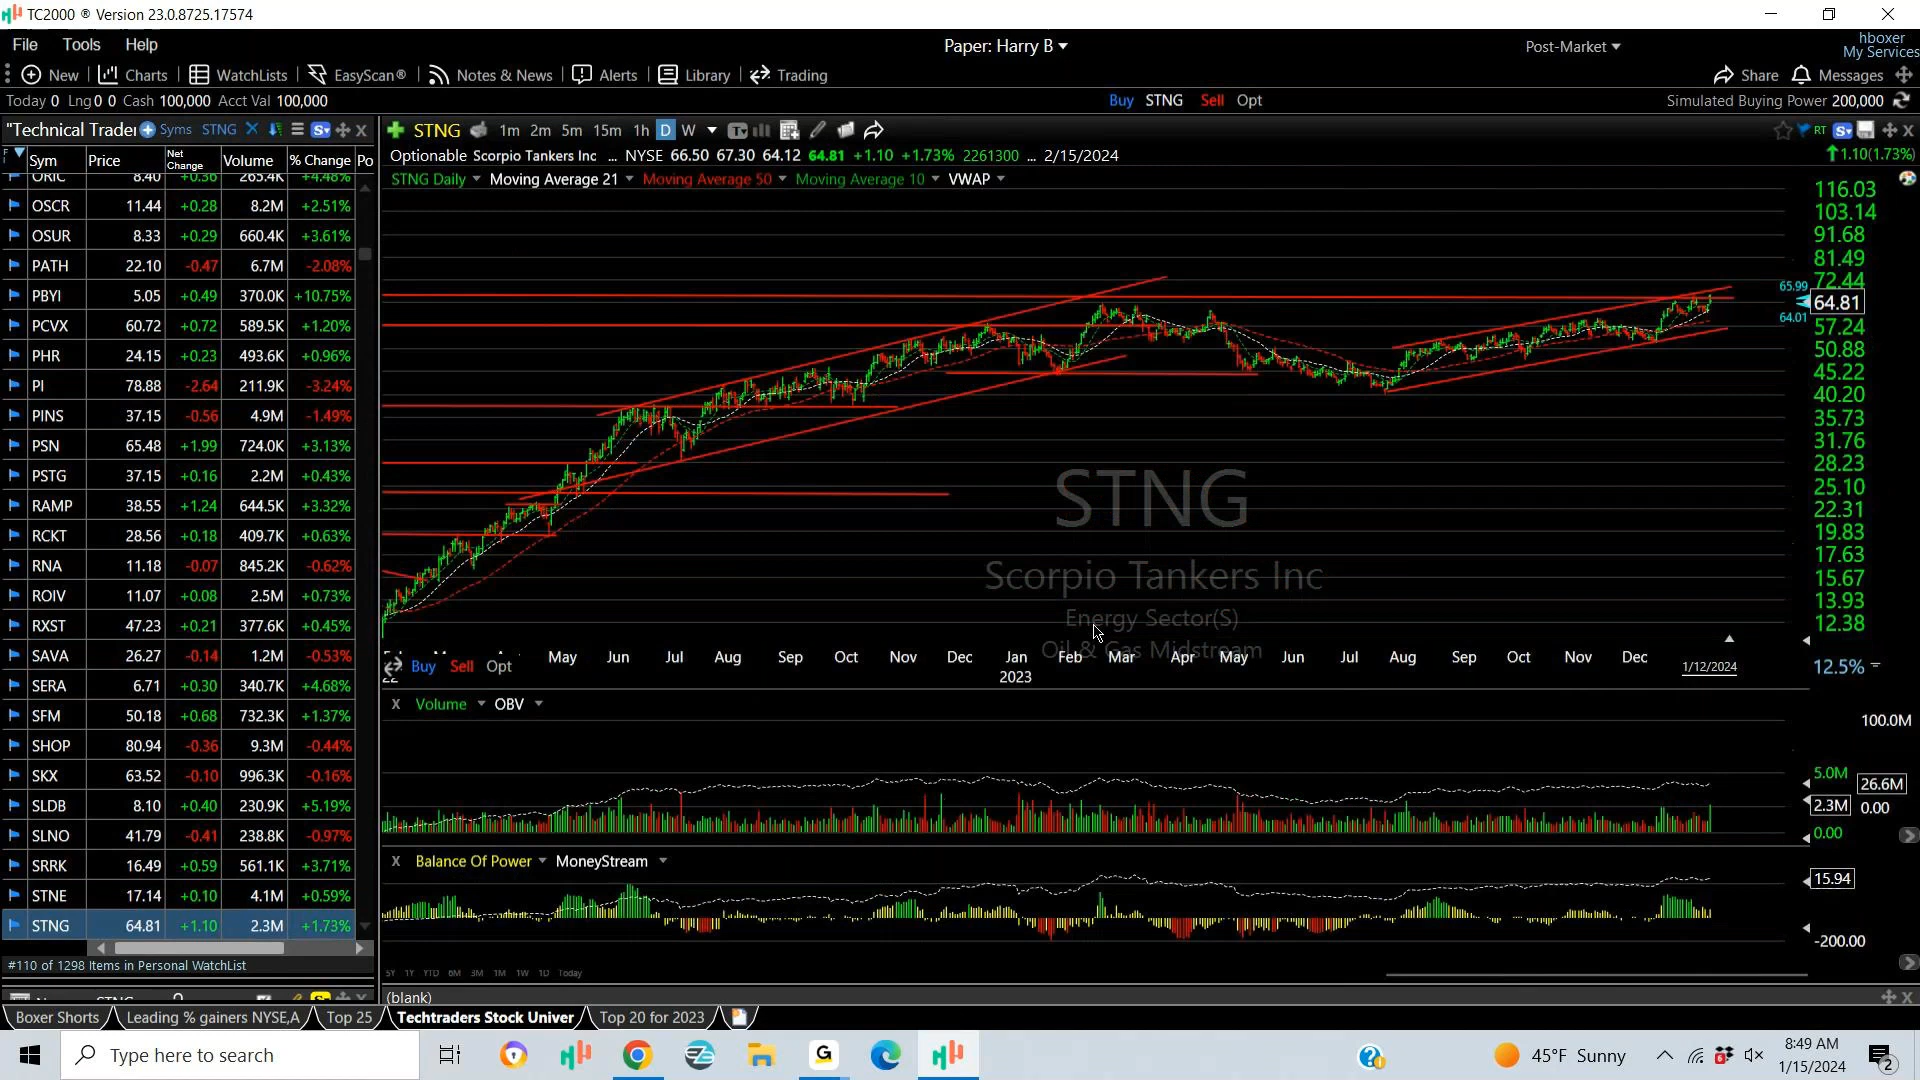 TC2000 ® Version 23.0.8725.17574
File Tools Help
Paper: Harry B
Post-Market
hboxer
My Services
New Charts WatchLists EasyScan® Notes & News Alerts Library Trading
Share Messages
Today 0 Lng 0 0 Cash 100,000 Acct Val 100,000
Buy STNG Sell Opt
Simulated Buying Power 200,000
"Technical Trader Syms STNG
Sym Price Net Change Volume % Change Po
ORIC 8.40 +0.36 265.4K +4.48%
OSCR 11.44 +0.28 8.2M +2.51%
OSUR 8.33 +0.29 660.4K +3.61%
PATH 22.10 -0.47 6.7M -2.08%
PBYI 5.05 +0.49 370.0K +10.75%
PCVX 60.72 +0.72 589.5K +1.20%
PHR 24.15 +0.23 493.6K +0.96%
PI 78.88 -2.64 211.9K -3.24%
PINS 37.15 -0.56 4.9M -1.49%
PSN 65.48 +1.99 724.0K +3.13%
PSTG 37.15 +0.16 2.2M +0.43%
RAMP 38.55 +1.24 644.5K +3.32%
RCKT 28.56 +0.18 409.7K +0.63%
RNA 11.18 -0.07 845.2K -0.62%
ROIV 11.07 +0.08 2.5M +0.73%
RXST 47.23 +0.21 377.6K +0.45%
SAVA 26.27 -0.14 1.2M -0.53%
SERA 6.71 +0.30 340.7K +4.68%
SFM 50.18 +0.68 732.3K +1.37%
SHOP 80.94 -0.36 9.3M -0.44%
SKX 63.52 -0.10 996.3K -0.16%
SLDB 8.10 +0.40 230.9K +5.19%
SLNO 41.79 -0.41 238.8K -0.97%
SRRK 16.49 +0.59 561.1K +3.71%
STNE 17.14 +0.10 4.1M +0.59%
STNG 64.81 +1.10 2.3M +1.73%
#110 of 1298 Items in Personal WatchList
STNG 1m 2m 5m 15m 1h D W
RT
Optionable Scorpio Tankers Inc ... NYSE 66.50 67.30 64.12 64.81 +1.10 +1.73% 2261300 ... 2/15/2024
1.10(1.73%)
STNG Daily Moving Average 21 Moving Average 50 Moving Average 10 VWAP
116.03
103.14
91.68
81.49
72.44
65.99
64.81
64.01
57.24
50.88
45.22
40.20
35.73
31.76
28.23
25.10
22.31
19.83
17.63
15.67
13.93
12.38
STNG
Scorpio Tankers Inc
Energy Sector(S)
Oil & Gas Midstream
May Jun Jul Aug Sep Oct Nov Dec Jan Feb Mar Apr May Jun Jul Aug Sep Oct Nov Dec
22 2023 1/12/2024
Buy Sell Opt
12.5%
X Volume OBV
100.0M
5.0M 26.6M
2.3M 0.00
0.00
X Balance Of Power MoneyStream
15.94
-200.00
5Y 1Y YTD 6M 3M 1M 1W 1D Today
(blank)
Boxer Shorts Leading % gainers NYSE,A Top 25 Techtraders Stock Univer Top 20 for 2023
Type here to search
45°F Sunny
8:49 AM
1/15/2024
2